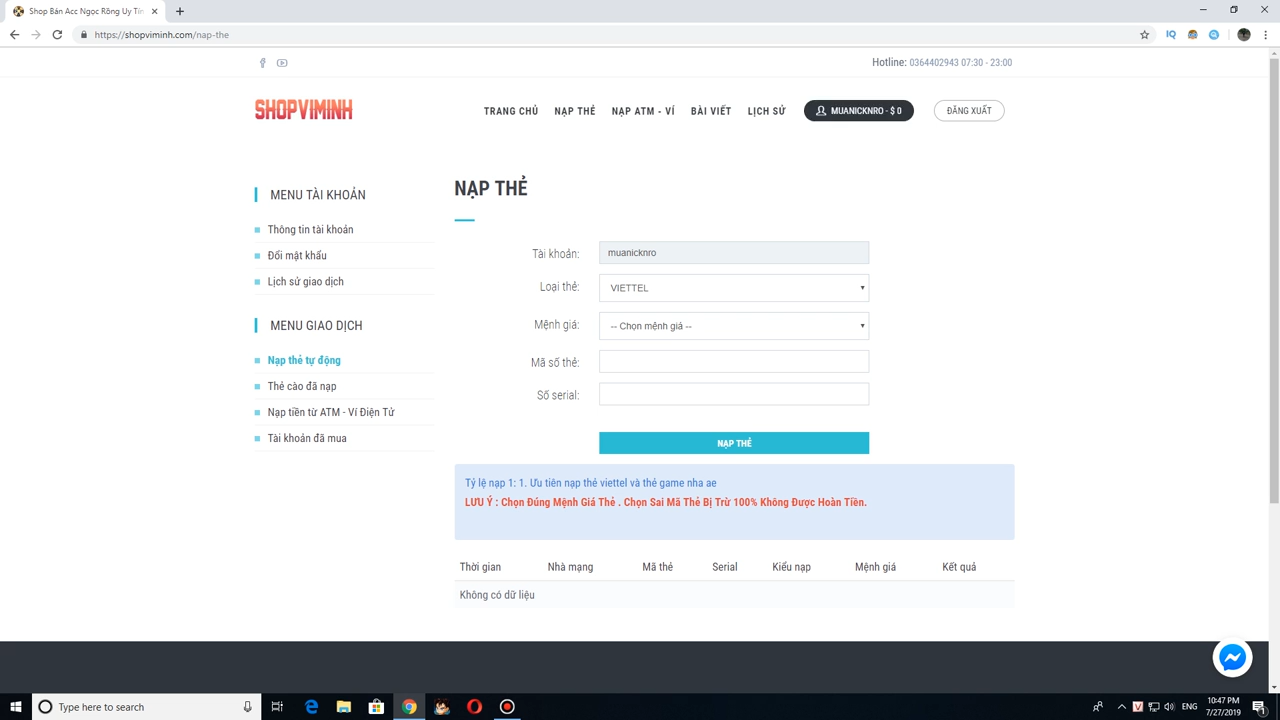 Shop Bán Acc Ngọc Rồng Uy Tín
https://shopviminh.com/nap-the
IQ
Hotline: 0364402943 07:30 - 23:00
SHOPVIMINH
TRANG CHỦ
NẠP THẺ
NẠP ATM - VÍ
BÀI VIẾT
LỊCH SỬ
MUANICKNRO - $ 0
ĐĂNG XUẤT
MENU TÀI KHOẢN
Thông tin tài khoản
Đổi mật khẩu
Lịch sử giao dịch
MENU GIAO DỊCH
Nạp thẻ tự động
Thẻ cào đã nạp
Nạp tiền từ ATM - Ví Điện Tử
Tài khoản đã mua
NẠP THẺ
Tài khoản: muanicknro
Loại thẻ: VIETTEL
Mệnh giá: -- Chọn mệnh giá --
Mã số thẻ:
Số serial:
NẠP THẺ
Tỷ lệ nạp 1: 1. Ưu tiên nạp thẻ viettel và thẻ game nha ae
LƯU Ý : Chọn Đúng Mệnh Giá Thẻ . Chọn Sai Mã Thẻ Bị Trừ 100% Không Được Hoàn Tiền.
Thời gian Nhà mạng Mã thẻ Serial Kiểu nạp Mệnh giá Kết quả
Không có dữ liệu
Type here to search
V
ENG
10:47 PM
7/27/2019
1